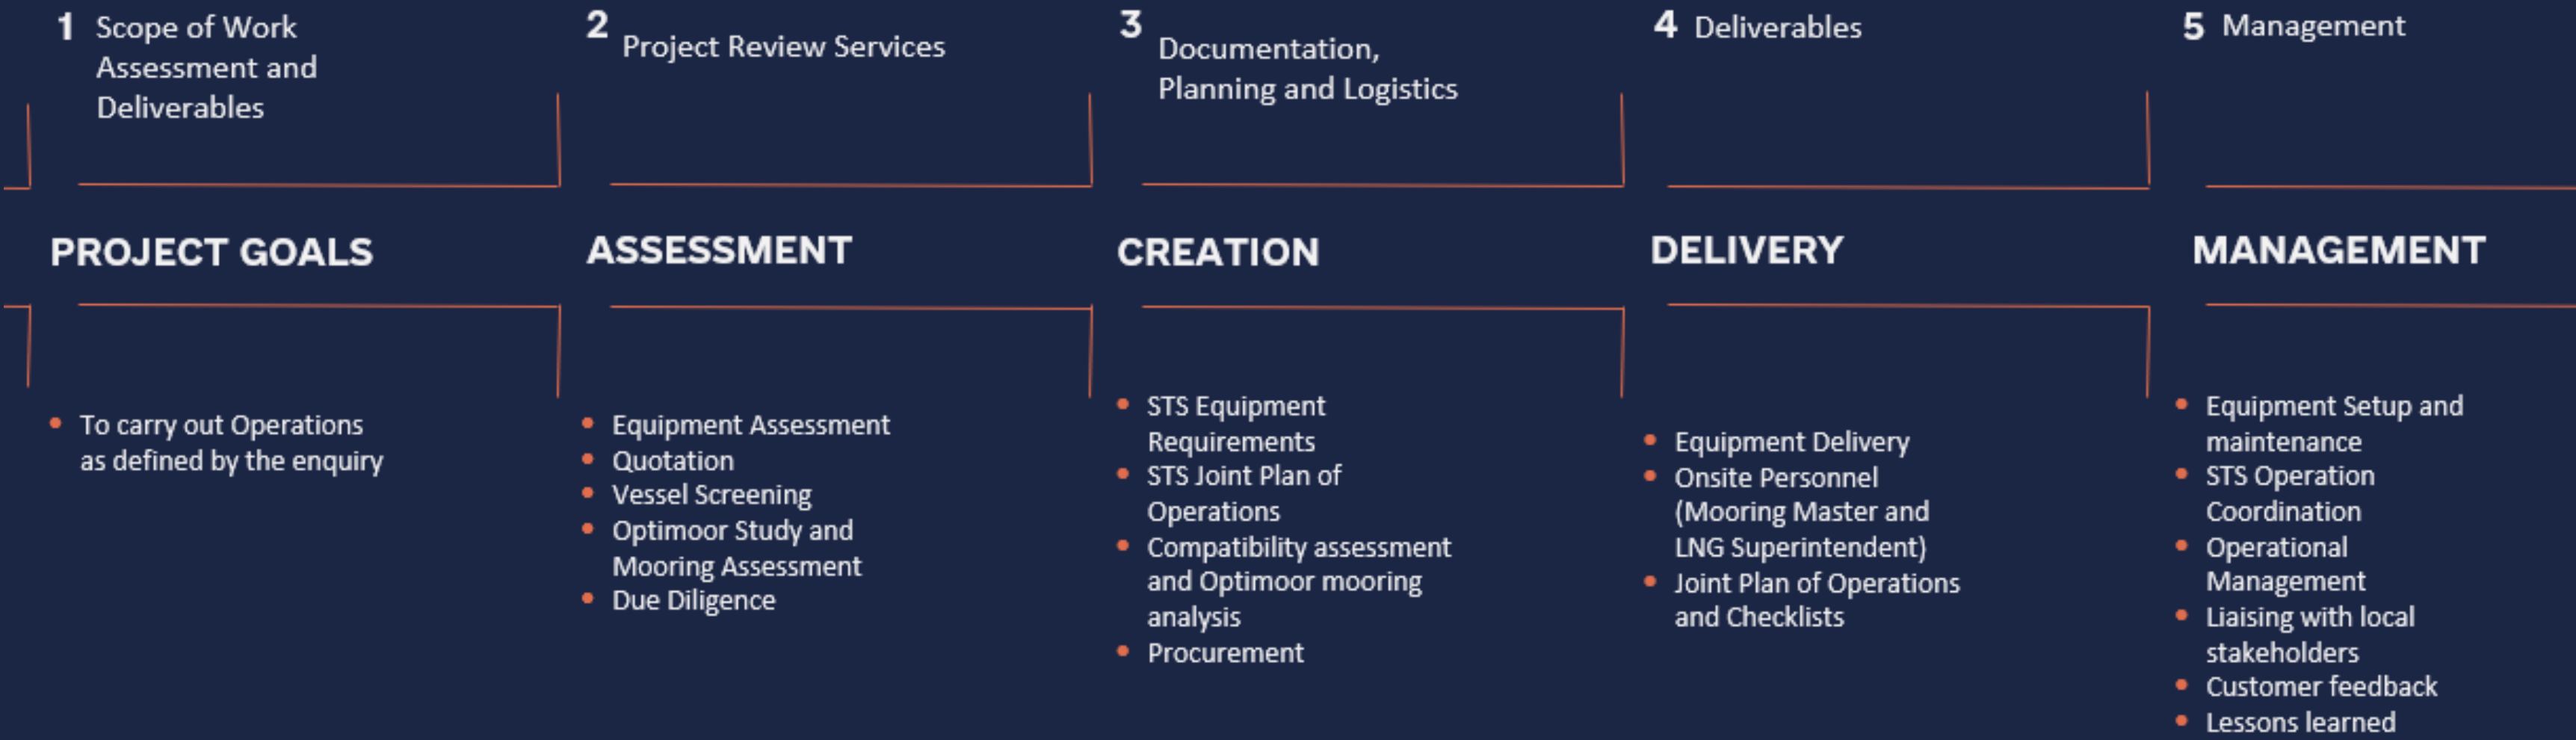 1 Scope of Work
Assessment and
Deliverables
2 Project Review Services
3 Documentation,
Planning and Logistics
4 Deliverables
5 Management
PROJECT GOALS
ASSESSMENT
CREATION
DELIVERY
MANAGEMENT
• To carry out Operations
as defined by the enquiry
• Equipment Assessment
• Quotation
• Vessel Screening
• Optimoor Study and
Mooring Assessment
• Due Diligence
• STS Equipment
Requirements
• STS Joint Plan of
Operations
• Compatibility assessment
and Optimoor mooring
analysis
• Procurement
• Equipment Delivery
• Onsite Personnel
(Mooring Master and
LNG Superintendent)
• Joint Plan of Operations
and Checklists
• Equipment Setup and
maintenance
• STS Operation
Coordination
• Operational
Management
• Liaising with local
stakeholders
• Customer feedback
• Lessons learned